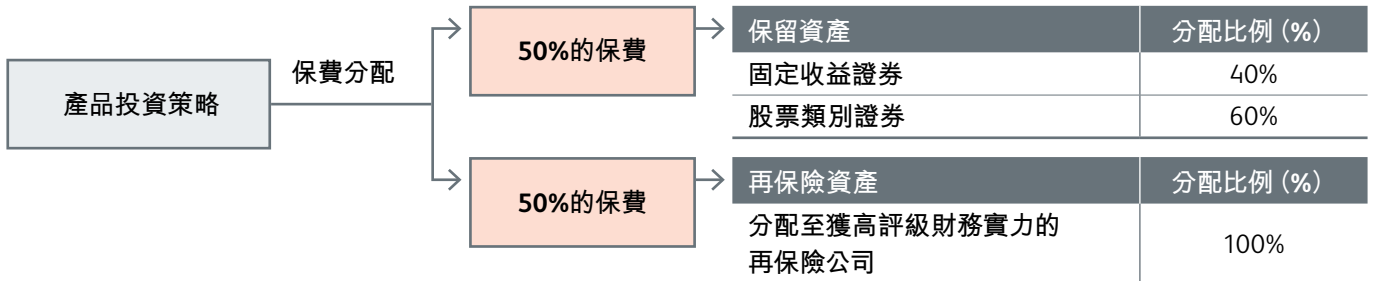 產品投資策略
保費分配
50%的保費
保留資產 分配比例 (%)
固定收益證券 40%
股票類別證券 60%
50%的保費
再保險資產 分配比例 (%)
分配至獲高評級財務實力的
再保險公司 100%